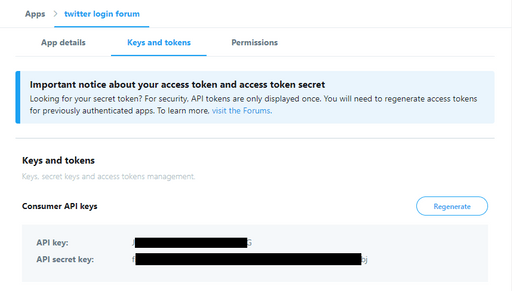 Apps > twitter login forum
App details Keys and tokens Permissions
Important notice about your access token and access token secret
Looking for your secret token? For security, API tokens are only displayed once. You will need to regenerate access tokens
for previously authenticated apps. To learn more, visit the Forums.
Keys and tokens
Keys, secret keys and access tokens management.
Consumer API keys Regenerate
API key:
API secret key: